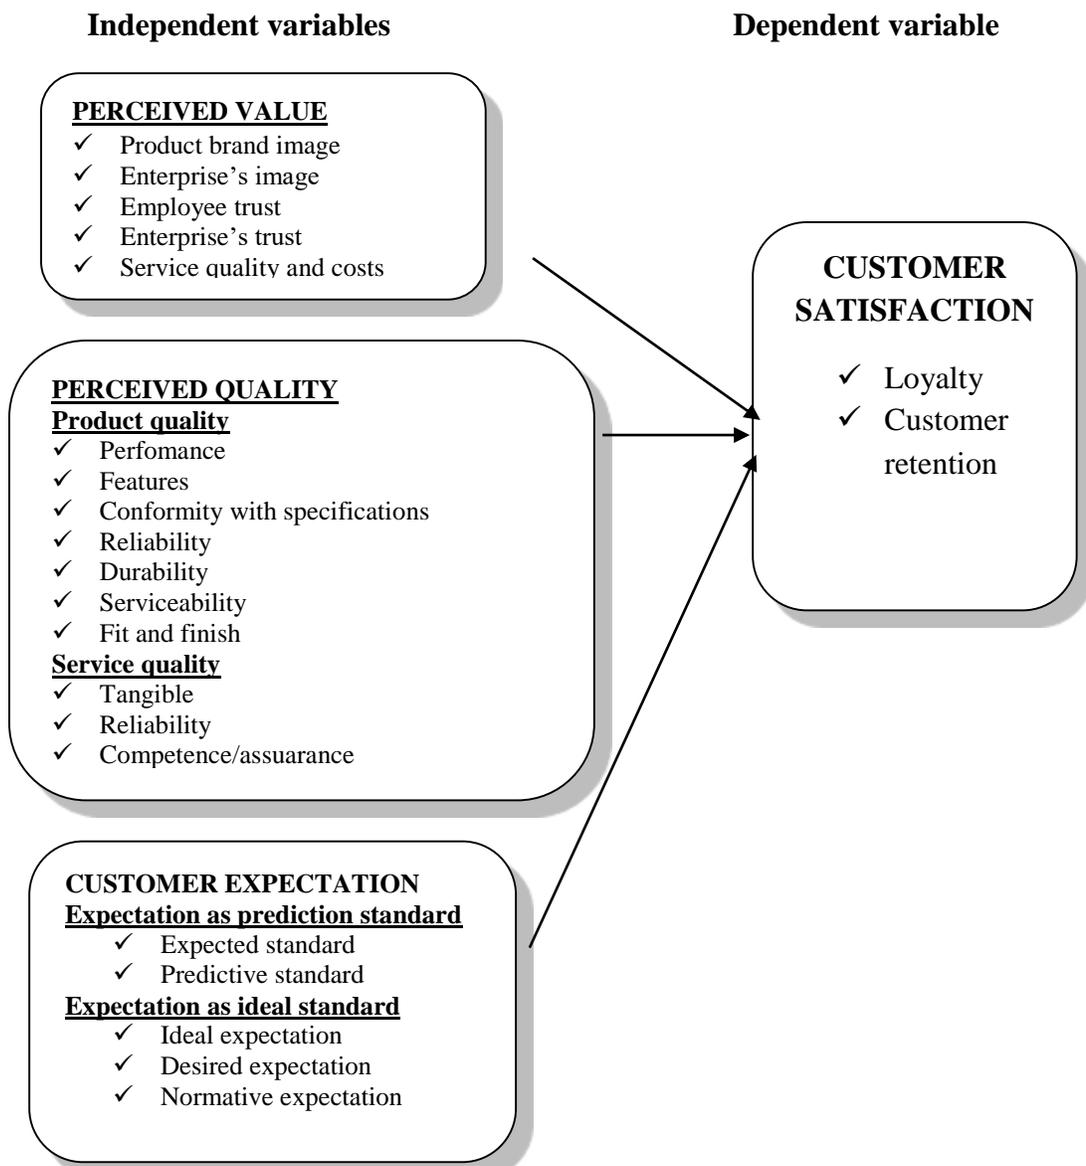 Independent variables
Dependent variable
PERCEIVED VALUE
✓ Product brand image
✓ Enterprise’s image
✓ Employee trust
✓ Enterprise’s trust
✓ Service quality and costs
PERCEIVED QUALITY
Product quality
✓ Perfomance
✓ Features
✓ Conformity with specifications
✓ Reliability
✓ Durability
✓ Serviceability
✓ Fit and finish
Service quality
✓ Tangible
✓ Reliability
✓ Competence/assuarance
CUSTOMER EXPECTATION
Expectation as prediction standard
✓ Expected standard
✓ Predictive standard
Expectation as ideal standard
✓ Ideal expectation
✓ Desired expectation
✓ Normative expectation
CUSTOMER
SATISFACTION
✓ Loyalty
✓ Customer
retention